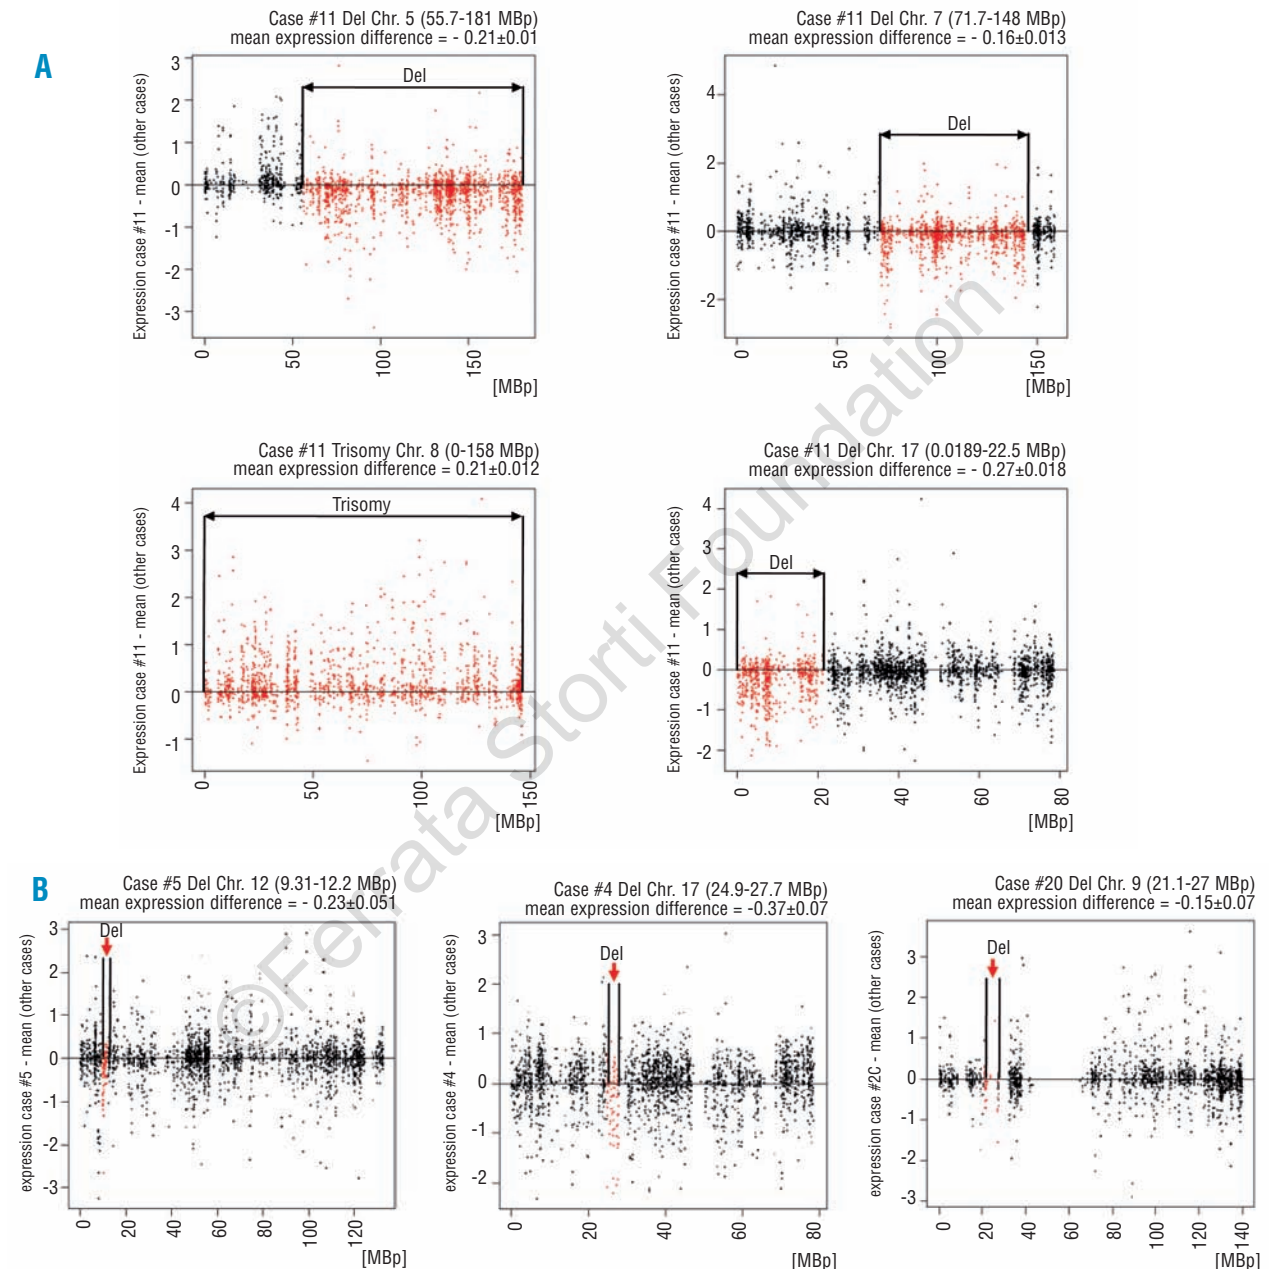 A
Case #11 Del Chr. 5 (55.7-181 MBp)
mean expression difference = - 0.21±0.01
Expression case #11 - mean (other cases)
Del
3
2
1
0
-1
-2
-3
0
50
100
150
[MBp]
Case #11 Del Chr. 7 (71.7-148 MBp)
mean expression difference = - 0.16±0.013
Expression case #11 - mean (other cases)
Del
4
2
0
-2
0
50
100
150
[MBp]
Case #11 Trisomy Chr. 8 (0-158 MBp)
mean expression difference = 0.21±0.012
Expression case #11 - mean (other cases)
Trisomy
4
3
2
1
0
-1
0
50
100
150
[MBp]
Case #11 Del Chr. 17 (0.0189-22.5 MBp)
mean expression difference = - 0.27±0.018
Expression case #11 - mean (other cases)
Del
4
3
2
1
0
-1
-2
0
20
40
60
80
[MBp]
B
Case #5 Del Chr. 12 (9.31-12.2 MBp)
mean expression difference = - 0.23±0.051
expression case #5 - mean (other cases)
Del
3
2
1
0
-1
-2
-3
0
20
40
60
80
100
120
[MBp]
Case #4 Del Chr. 17 (24.9-27.7 MBp)
mean expression difference = -0.37±0.07
expression case #4 - mean (other cases)
Del
3
2
1
0
-1
-2
0
20
40
60
80
[MBp]
Case #20 Del Chr. 9 (21.1-27 MBp)
mean expression difference = -0.15±0.07
expression case #2C - mean (other cases)
Del
3
2
1
0
-1
-2
-3
0
20
40
60
80
100
120
140
[MBp]
©Ferrata Storti Foundation